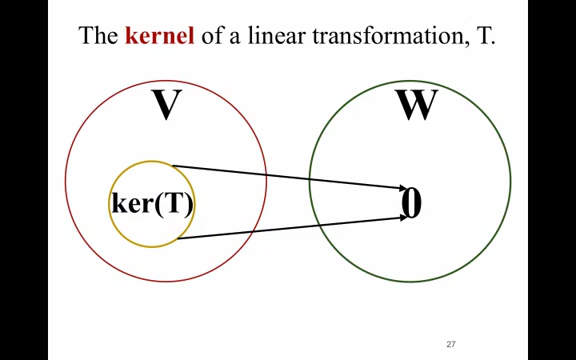 The kernel of a linear transformation, T.
V
W
ker(T)
0
27